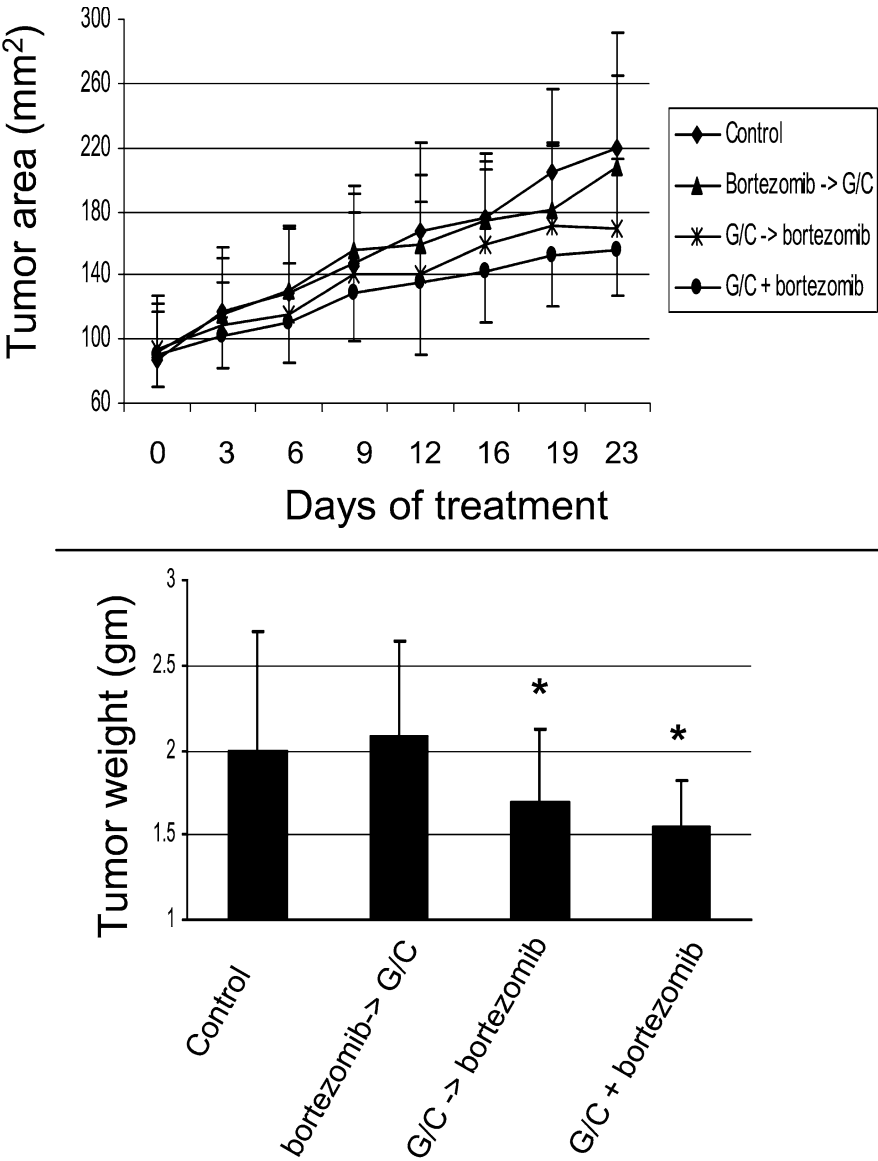 Tumor area (mm²)
300
260
220
180
140
100
60
0 3 6 9 12 16 19 23
Days of treatment
Control
Bortezomib -> G/C
G/C -> bortezomib
G/C + bortezomib
Tumor weight (gm)
3
2.5
2
1.5
1
*
*
Control
bortezomib-> G/C
G/C -> bortezomib
G/C + bortezomib